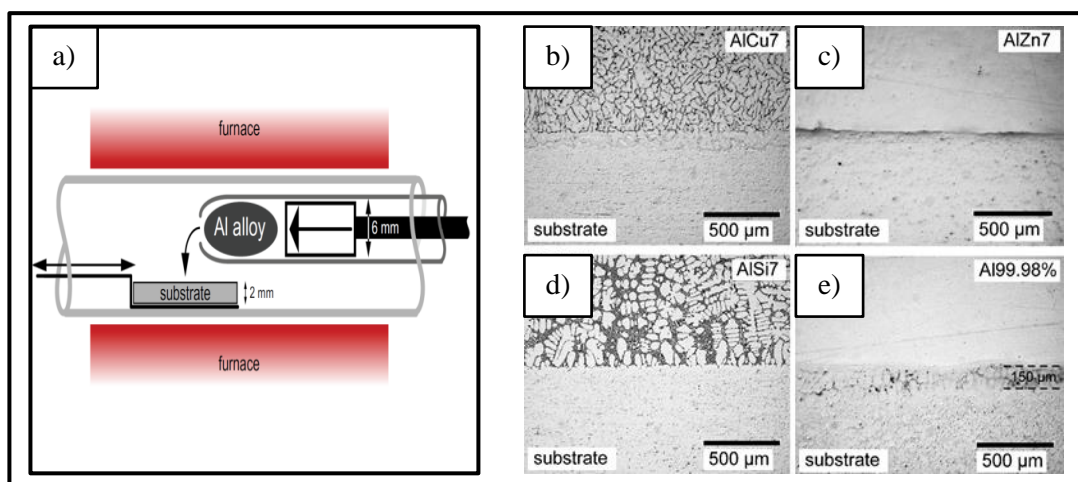 a)
furnace
Al alloy
6 mm
substrate
2 mm
furnace
b)
AlCu7
substrate
500 µm
c)
AlZn7
substrate
500 µm
d)
AlSi7
substrate
500 µm
e)
Al99.98%
150 µm
substrate
500 µm